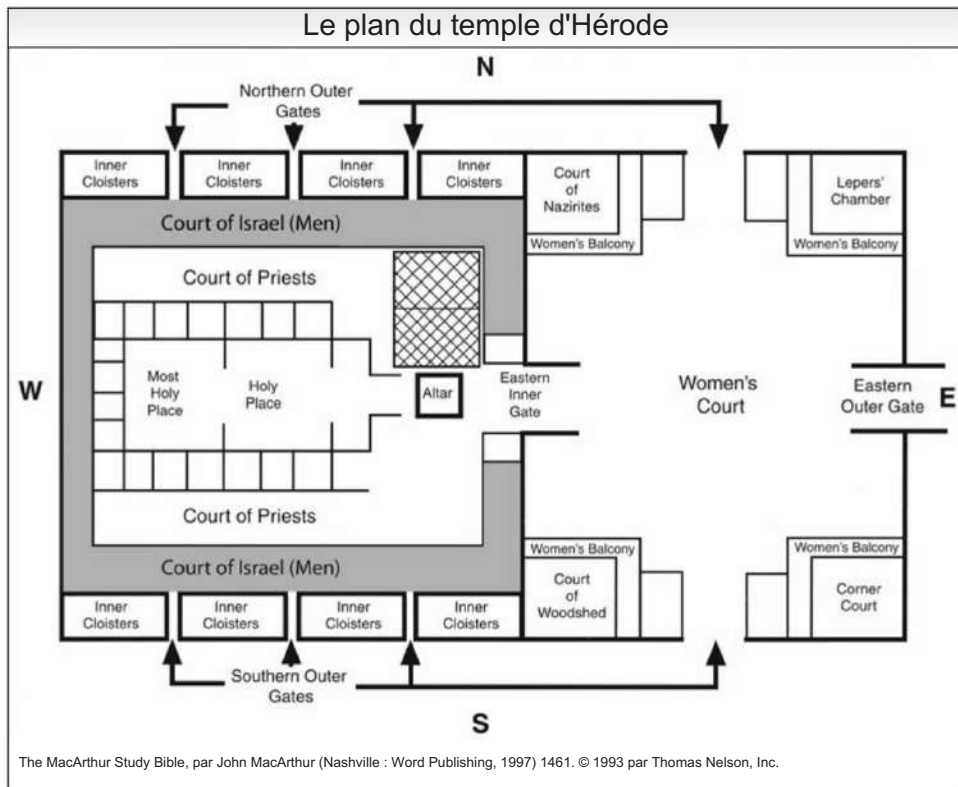 Le plan du temple d'Hérode
N
Northern Outer
Gates
Inner
Cloisters
Inner
Cloisters
Inner
Cloisters
Inner
Cloisters
Court
of
Nazirites
Lepers'
Chamber
Women's Balcony
Women's Balcony
Court of Israel (Men)
Court of Priests
W
Most
Holy
Place
Holy
Place
Altar
Eastern
Inner
Gate
Women's
Court
Eastern
Outer Gate
E
Court of Priests
Court of Israel (Men)
Women's Balcony
Women's Balcony
Inner
Cloisters
Inner
Cloisters
Inner
Cloisters
Inner
Cloisters
Court
of
Woodshed
Corner
Court
Southern Outer
Gates
S
The MacArthur Study Bible, par John MacArthur (Nashville : Word Publishing, 1997) 1461. © 1993 par Thomas Nelson, Inc.